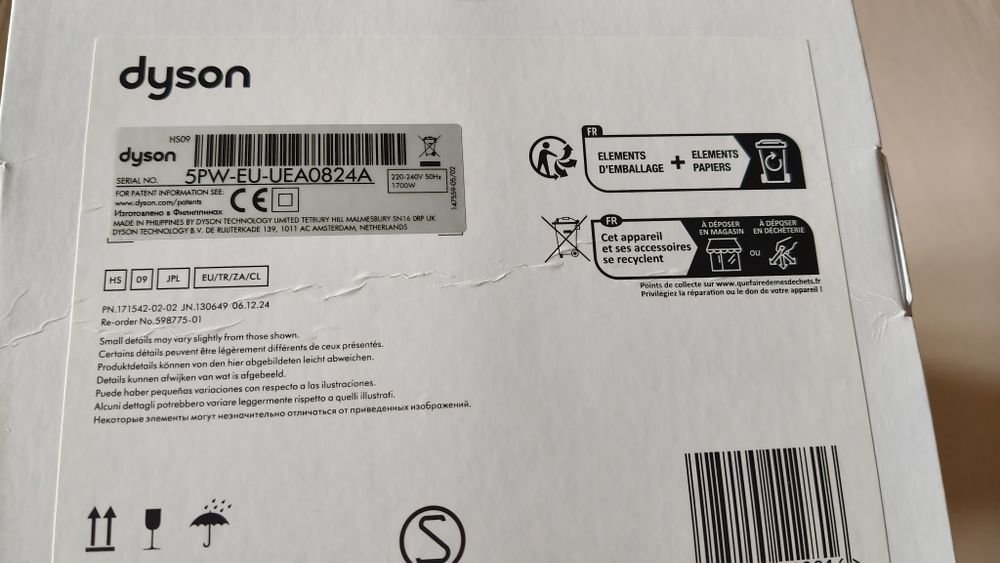 dyson
HS09
dyson
SERIAL NO. 5PW-EU-UEA0824A
220-240V 50Hz
1700W
147559-05/02
FOR PATENT INFORMATION SEE:
www.dyson.com/patents
CE
Изготовлено в Филиппинах
MADE IN PHILIPPINES BY DYSON TECHNOLOGY LIMITED TETBURY HILL MALMESBURY SN16 0RP UK
DYSON TECHNOLOGY B.V. DE RUIJTERKADE 139, 1011 AC AMSTERDAM, NETHERLANDS
FR
ELEMENTS
D'EMBALLAGE
+
ELEMENTS
PAPIERS
FR
Cet appareil
et ses accessoires
se recyclent
À DÉPOSER
EN MAGASIN
OU
À DÉPOSER
EN DÉCHÈTERIE
Points de collecte sur www.quefairedemesdechets.fr
Privilégiez la réparation ou le don de votre appareil !
HS 09 JPL EU/TR/ZA/CL
PN.171542-02-02 JN.130649 06.12.24
Re-order No.598775-01
Small details may vary slightly from those shown.
Certains détails peuvent être légèrement différents de ceux présentés.
Produktdetails können von den hier abgebildeten leicht abweichen.
Details kunnen afwijken van wat is afgebeeld.
Puede haber pequeñas variaciones con respecto a las ilustraciones.
Alcuni dettagli potrebbero variare leggermente rispetto a quelli illustrati.
Некоторые элементы могут незначительно отличаться от приведенных изображений.
S